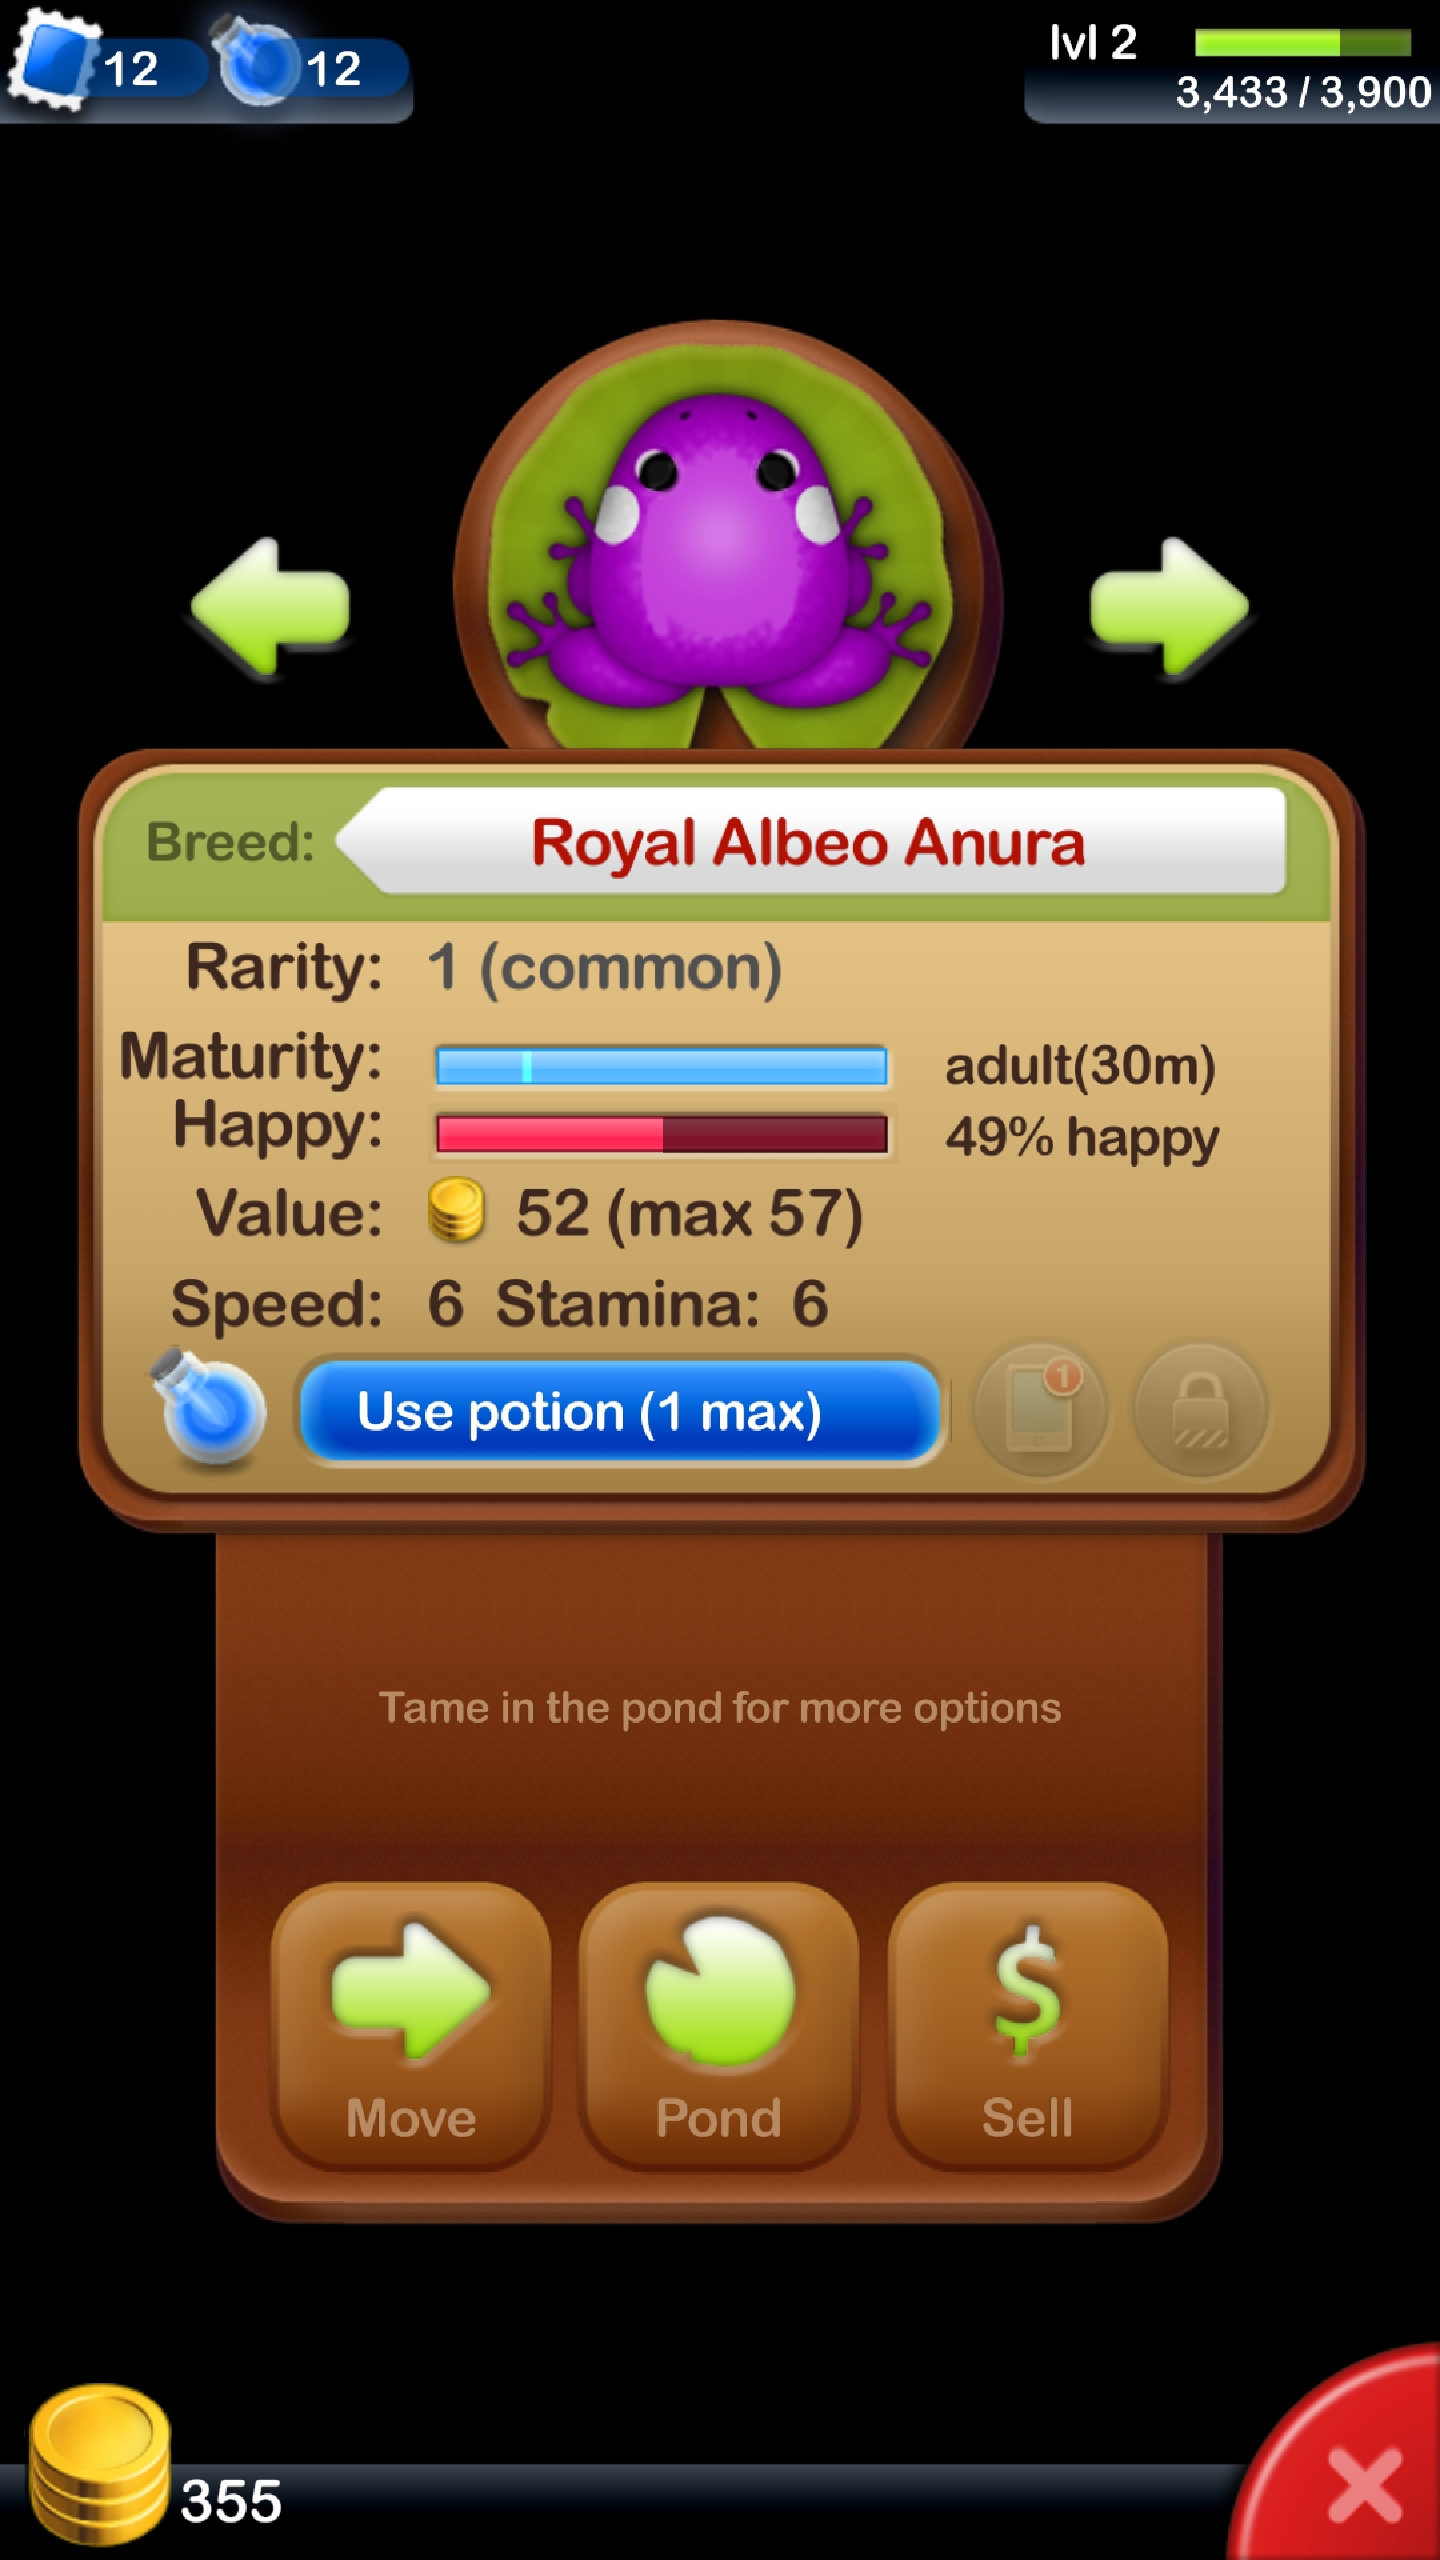 12
12
lvl 2
3,433 / 3,900
Breed: Royal Albeo Anura
Rarity: 1 (common)
Maturity: adult(30m)
Happy: 49% happy
Value: 52 (max 57)
Speed: 6 Stamina: 6
Use potion (1 max)
1
Tame in the pond for more options
$
Move
Pond
Sell
355